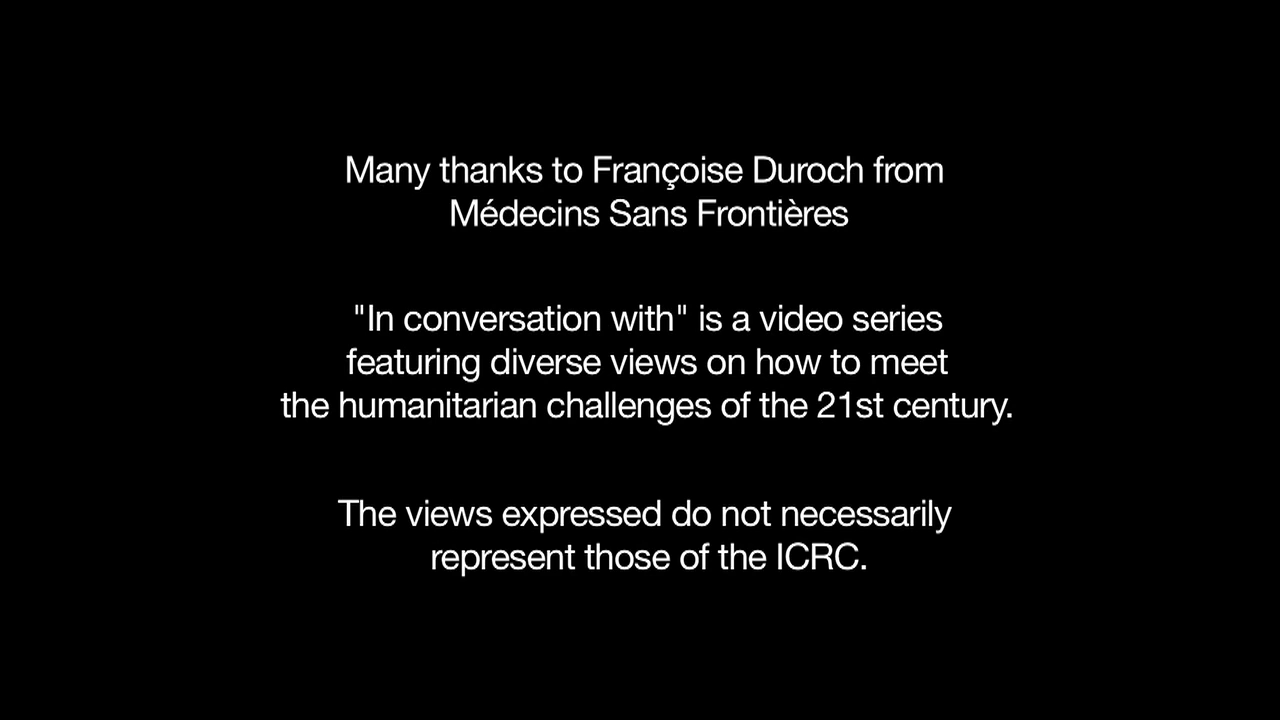 Many thanks to Françoise Duroch from
Médecins Sans Frontières
"In conversation with" is a video series
featuring diverse views on how to meet
the humanitarian challenges of the 21st century.
The views expressed do not necessarily
represent those of the ICRC.